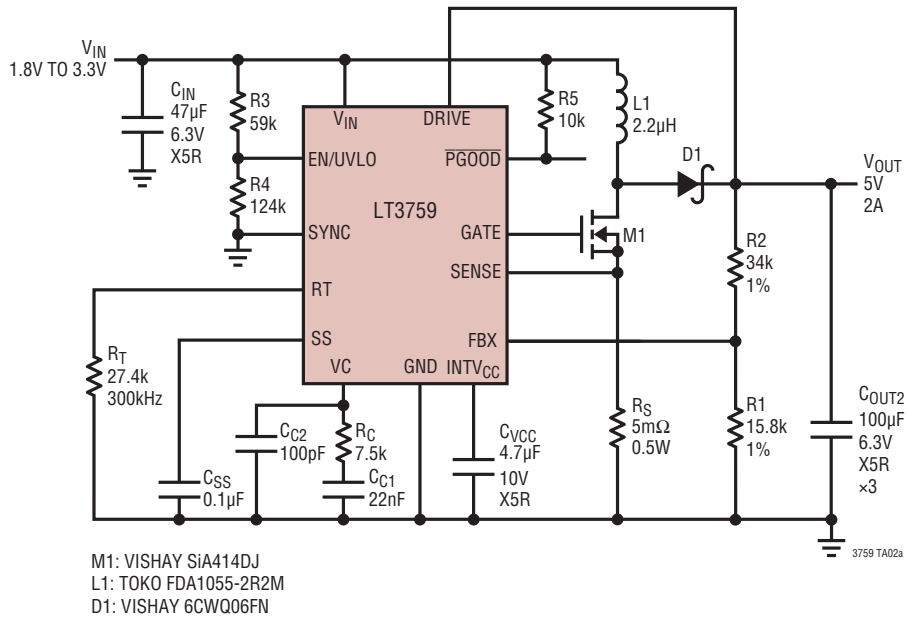 VIN
1.8V TO 3.3V
CIN
47µF
6.3V
X5R
R3
59k
R4
124k
VIN
DRIVE
EN/UVLO
PGOOD
LT3759
SYNC
GATE
SENSE
RT
SS
FBX
VC
GND
INTVCC
R5
10k
L1
2.2µH
D1
M1
VOUT
5V
2A
R2
34k
1%
RT
27.4k
300kHz
CSS
0.1µF
CC2
100pF
RC
7.5k
CC1
22nF
CVCC
4.7µF
10V
X5R
RS
5mΩ
0.5W
R1
15.8k
1%
COUT2
100µF
6.3V
X5R
×3
3759 TA02a
M1: VISHAY SiA414DJ
L1: TOKO FDA1055-2R2M
D1: VISHAY 6CWQ06FN